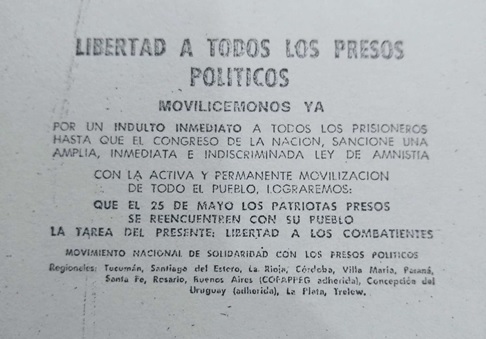 LIBERTAD A TODOS LOS PRESOS
POLITICOS
MOVILICEMONOS YA
POR UN INDULTO INMEDIATO A TODOS LOS PRISIONEROS
HASTA QUE EL CONGRESO DE LA NACION, SANCIONE UNA
AMPLIA, INMEDIATA E INDISCRIMINADA LEY DE AMNISTIA
CON LA ACTIVA Y PERMANENTE MOVILIZACION
DE TODO EL PUEBLO, LOGRAREMOS:
QUE EL 25 DE MAYO LOS PATRIOTAS PRESOS
SE REENCUENTREN CON SU PUEBLO
LA TAREA DEL PRESENTE: LIBERTAD A LOS COMBATIENTES
MOVIMIENTO NACIONAL DE SOLIDARIDAD CON LOS PRESOS POLITICOS
Regionales: Tucumán, Santiago del Estero, La Rioja, Córdoba, Villa María, Paraná,
Santa Fe, Rosario, Buenos Aires (COFAPPEG adherida), Concepción del
Uruguay (adherida), La Plata, Trelew.